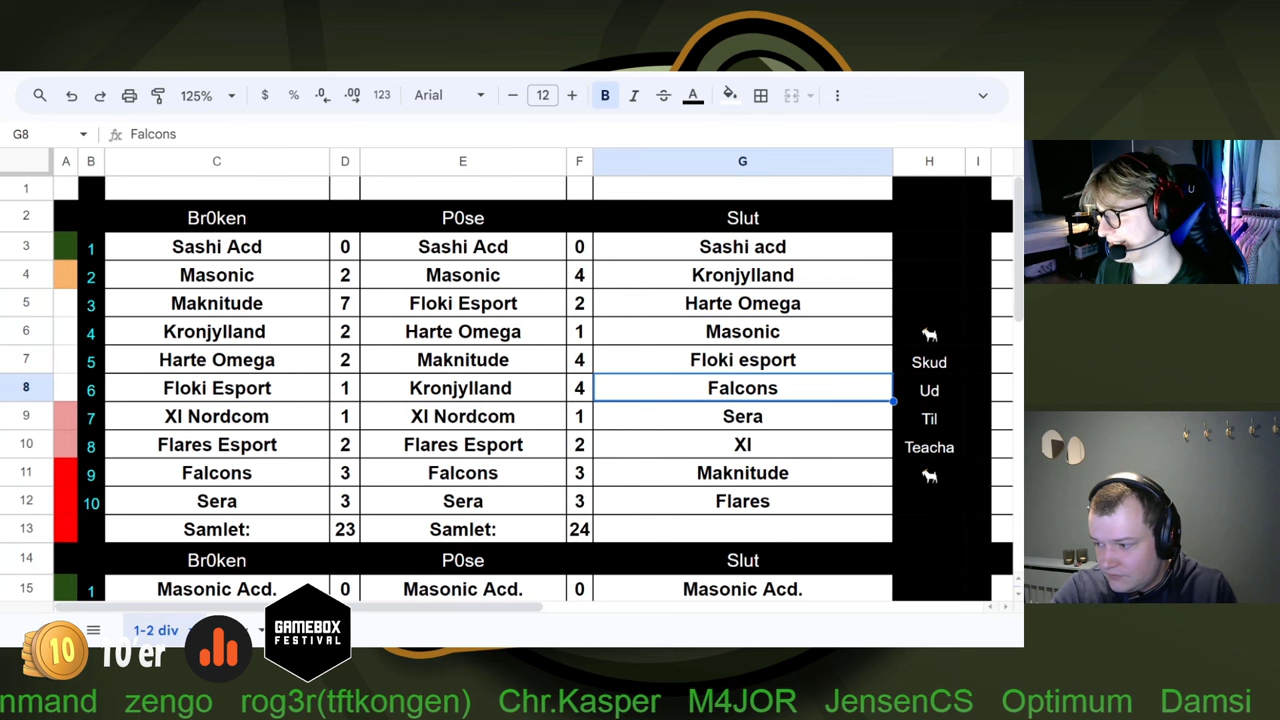 125% $ % .0 .00 123 Arial 12 B I A
G8 fx Falcons
A B C D E F G H I
1
2 Br0ken P0se Slut
3 1 Sashi Acd 0 Sashi Acd 0 Sashi acd
4 2 Masonic 2 Masonic 4 Kronjylland
5 3 Maknitude 7 Floki Esport 2 Harte Omega
6 4 Kronjylland 2 Harte Omega 1 Masonic
7 5 Harte Omega 2 Maknitude 4 Floki esport Skud
8 6 Floki Esport 1 Kronjylland 4 Falcons Ud
9 7 XI Nordcom 1 XI Nordcom 1 Sera Til
10 8 Flares Esport 2 Flares Esport 2 XI Teacha
11 9 Falcons 3 Falcons 3 Maknitude
12 10 Sera 3 Sera 3 Flares
13 Samlet: 23 Samlet: 24
14 Br0ken P0se Slut
15 1 Masonic Acd. 0 Masonic Acd. 0 Masonic Acd.
1-2 div
10 10'er
GAMEBOX
FESTIVAL
nmand zengo rog3r(tftkongen) Chr.Kasper M4JOR JensenCS Optimum Damsi